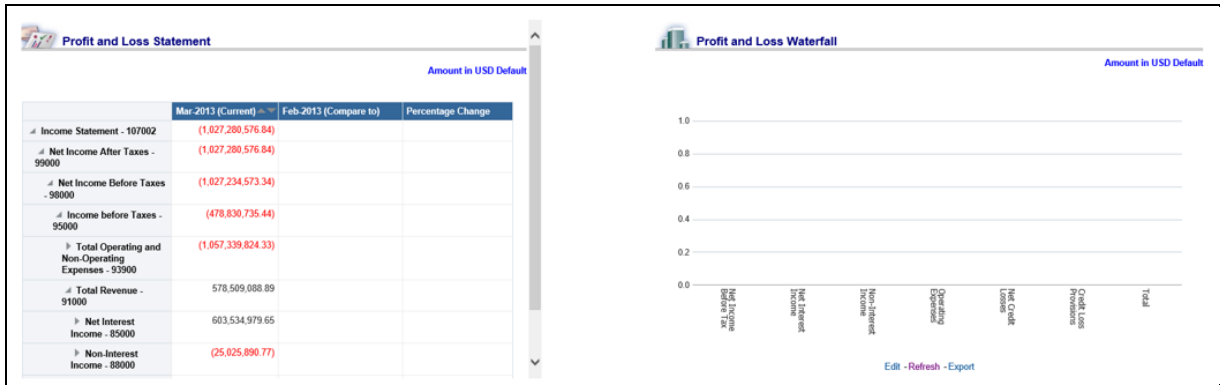 Profit and Loss Statement
Amount in USD Default
Mar-2013 (Current) Feb-2013 (Compare to) Percentage Change
Income Statement - 107002 (1,027,280,576.84)
Net Income After Taxes - (1,027,280,576.84)
99000
Net Income Before Taxes (1,027,234,573.34)
- 98000
Income before Taxes - (478,830,735.44)
95000
Total Operating and (1,057,339,824.33)
Non-Operating
Expenses - 93900
Total Revenue - 578,509,088.89
91000
Net Interest 603,534,979.65
Income - 85000
Non-Interest (25,025,890.77)
Income - 88000
Profit and Loss Waterfall
Amount in USD Default
1.0
0.8
0.6
0.4
0.2
0.0
Net Income
Before Tax
Net Interest
Income
Non-Interest
Income
Operating
Expenses
Net Credit
Losses
Credit Loss
Provisions
Total
Edit - Refresh - Export